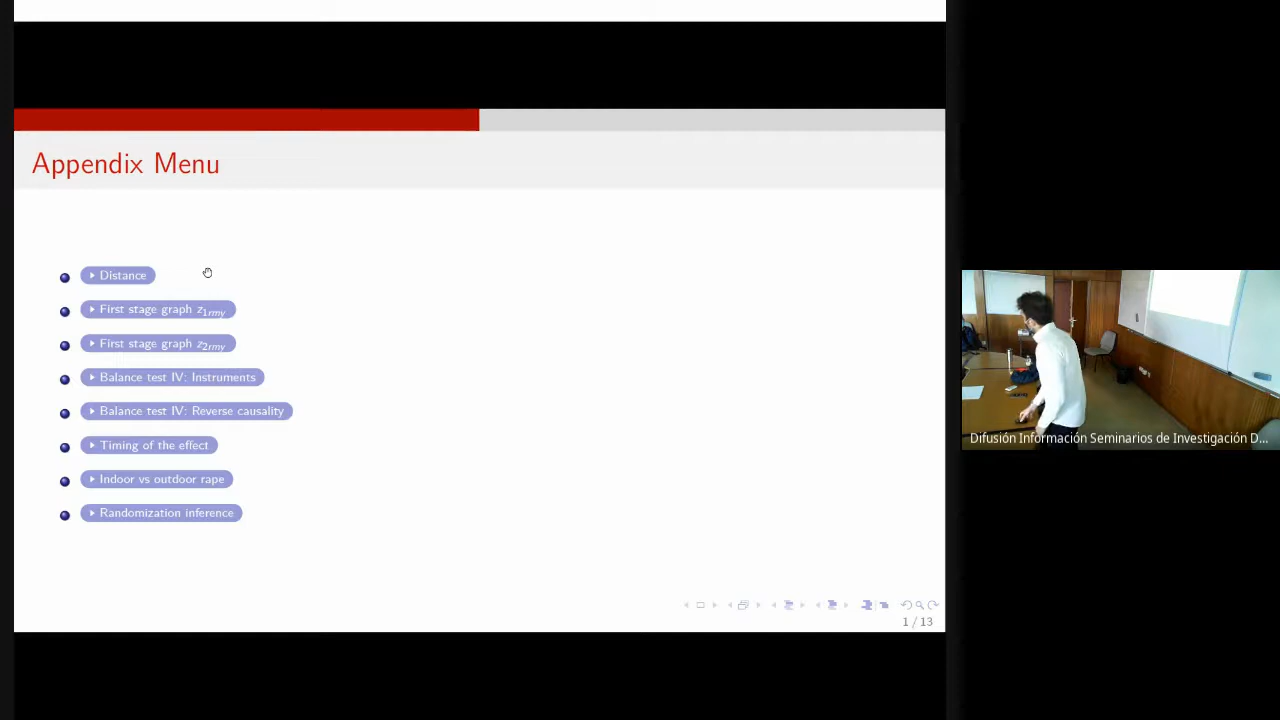 Appendix Menu
Distance
First stage graph z1rmy
First stage graph z2rmy
Balance test IV: Instruments
Balance test IV: Reverse causality
Timing of the effect
Indoor vs outdoor rape
Randomization inference
1 / 13
Difusión Información Seminarios de Investigación D...